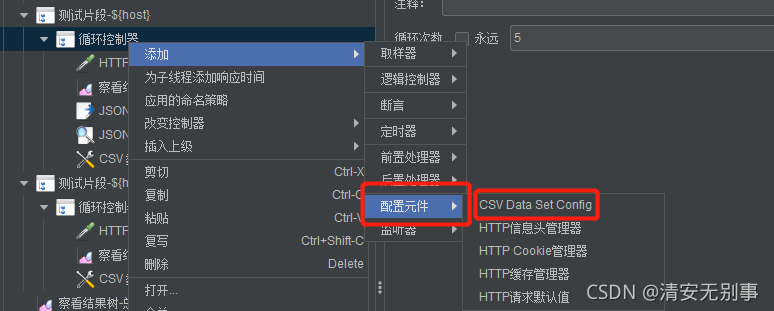 测试片段-${host}
循环控制器
HTTP
察看结
JSON
JSON
CSV
测试片段-${h
循环控制
HTTP
察看结
CSV
察看结果树-
添加
为子线程添加响应时间
应用的命名策略
改变控制器
插入上级
剪切 Ctrl-X
复制 Ctrl-C
粘贴 Ctrl-V
复写 Ctrl+Shift-C
删除 Delete
打开...
取样器
逻辑控制器
断言
定时器
前置处理器
后置处理器
配置元件
监听器
CSV Data Set Config
HTTP信息头管理器
HTTP Cookie管理器
HTTP缓存管理器
HTTP请求默认值
注释:
循环次数 永远 5
CSDN @清安无别事